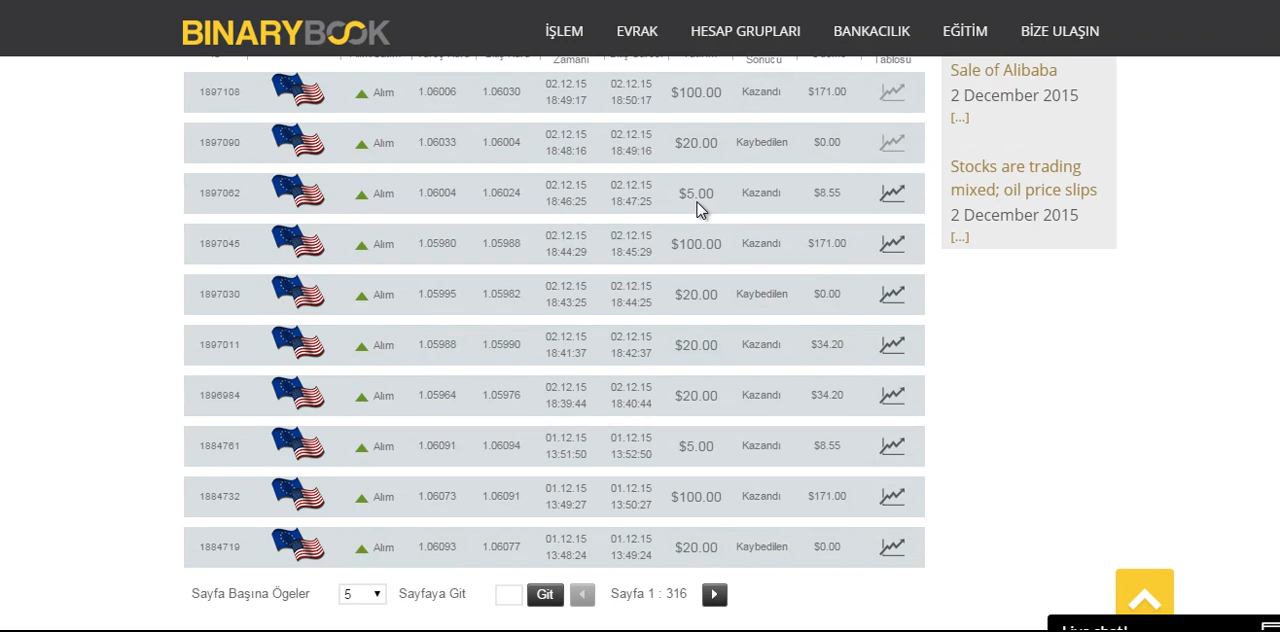 BINARYBOOK
İŞLEM EVRAK HESAP GRUPLARI BANKACILIK EĞİTİM BİZE ULAŞIN
Zamanı Sonucu Tablosu
1897108 Alım 1.06006 1.06030 02.12.15 18:49:17 02.12.15 18:50:17 $100.00 Kazandı $171.00
1897090 Alım 1.06033 1.06004 02.12.15 18:48:16 02.12.15 18:49:16 $20.00 Kaybedilen $0.00
1897062 Alım 1.06004 1.06024 02.12.15 18:46:25 02.12.15 18:47:25 $5.00 Kazandı $8.55
1897045 Alım 1.05980 1.05988 02.12.15 18:44:29 02.12.15 18:45:29 $100.00 Kazandı $171.00
1897030 Alım 1.05995 1.05982 02.12.15 18:43:25 02.12.15 18:44:25 $20.00 Kaybedilen $0.00
1897011 Alım 1.05988 1.05990 02.12.15 18:41:37 02.12.15 18:42:37 $20.00 Kazandı $34.20
1896984 Alım 1.05964 1.05976 02.12.15 18:39:44 02.12.15 18:40:44 $20.00 Kazandı $34.20
1884761 Alım 1.06091 1.06094 01.12.15 13:51:50 01.12.15 13:52:50 $5.00 Kazandı $8.55
1884732 Alım 1.06073 1.06091 01.12.15 13:49:27 01.12.15 13:50:27 $100.00 Kazandı $171.00
1884719 Alım 1.06093 1.06077 01.12.15 13:48:24 01.12.15 13:49:24 $20.00 Kaybedilen $0.00
Sayfa Başına Ögeler 5 Sayfaya Git Git Sayfa 1 : 316
Sale of Alibaba
2 December 2015
[...]
Stocks are trading
mixed; oil price slips
2 December 2015
[...]
Live chat!